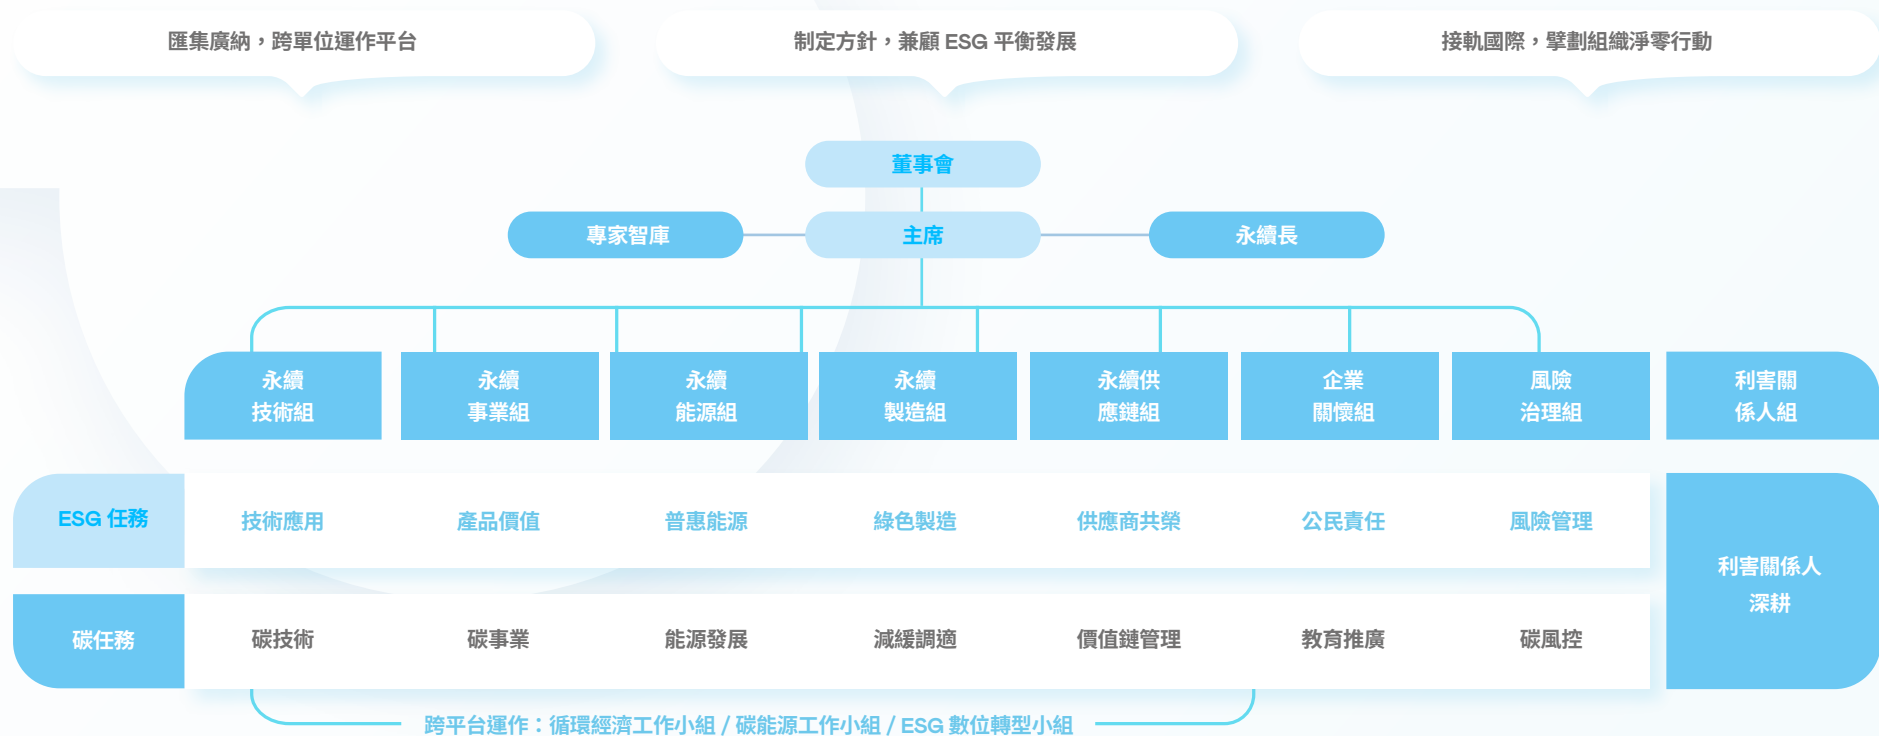 匯集廣納，跨單位運作平台
制定方針，兼顧 ESG 平衡發展
接軌國際，擘劃組織淨零行動
董事會
專家智庫
主席
永續長
永續
技術組
永續
事業組
永續
能源組
永續
製造組
永續供
應鏈組
企業
關懷組
風險
治理組
利害關
係人組
ESG 任務
技術應用
產品價值
普惠能源
綠色製造
供應商共榮
公民責任
風險管理
利害關係人
深耕
碳任務
碳技術
碳事業
能源發展
減緩調適
價值鏈管理
教育推廣
碳風控
跨平台運作：循環經濟工作小組 / 碳能源工作小組 / ESG 數位轉型小組